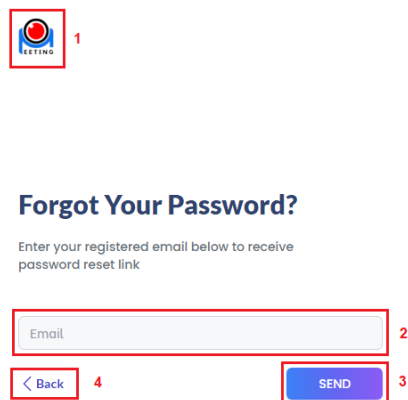 EETING
1
Forgot Your Password?
Enter your registered email below to receive
password reset link
Email
2
Back
4
SEND
3